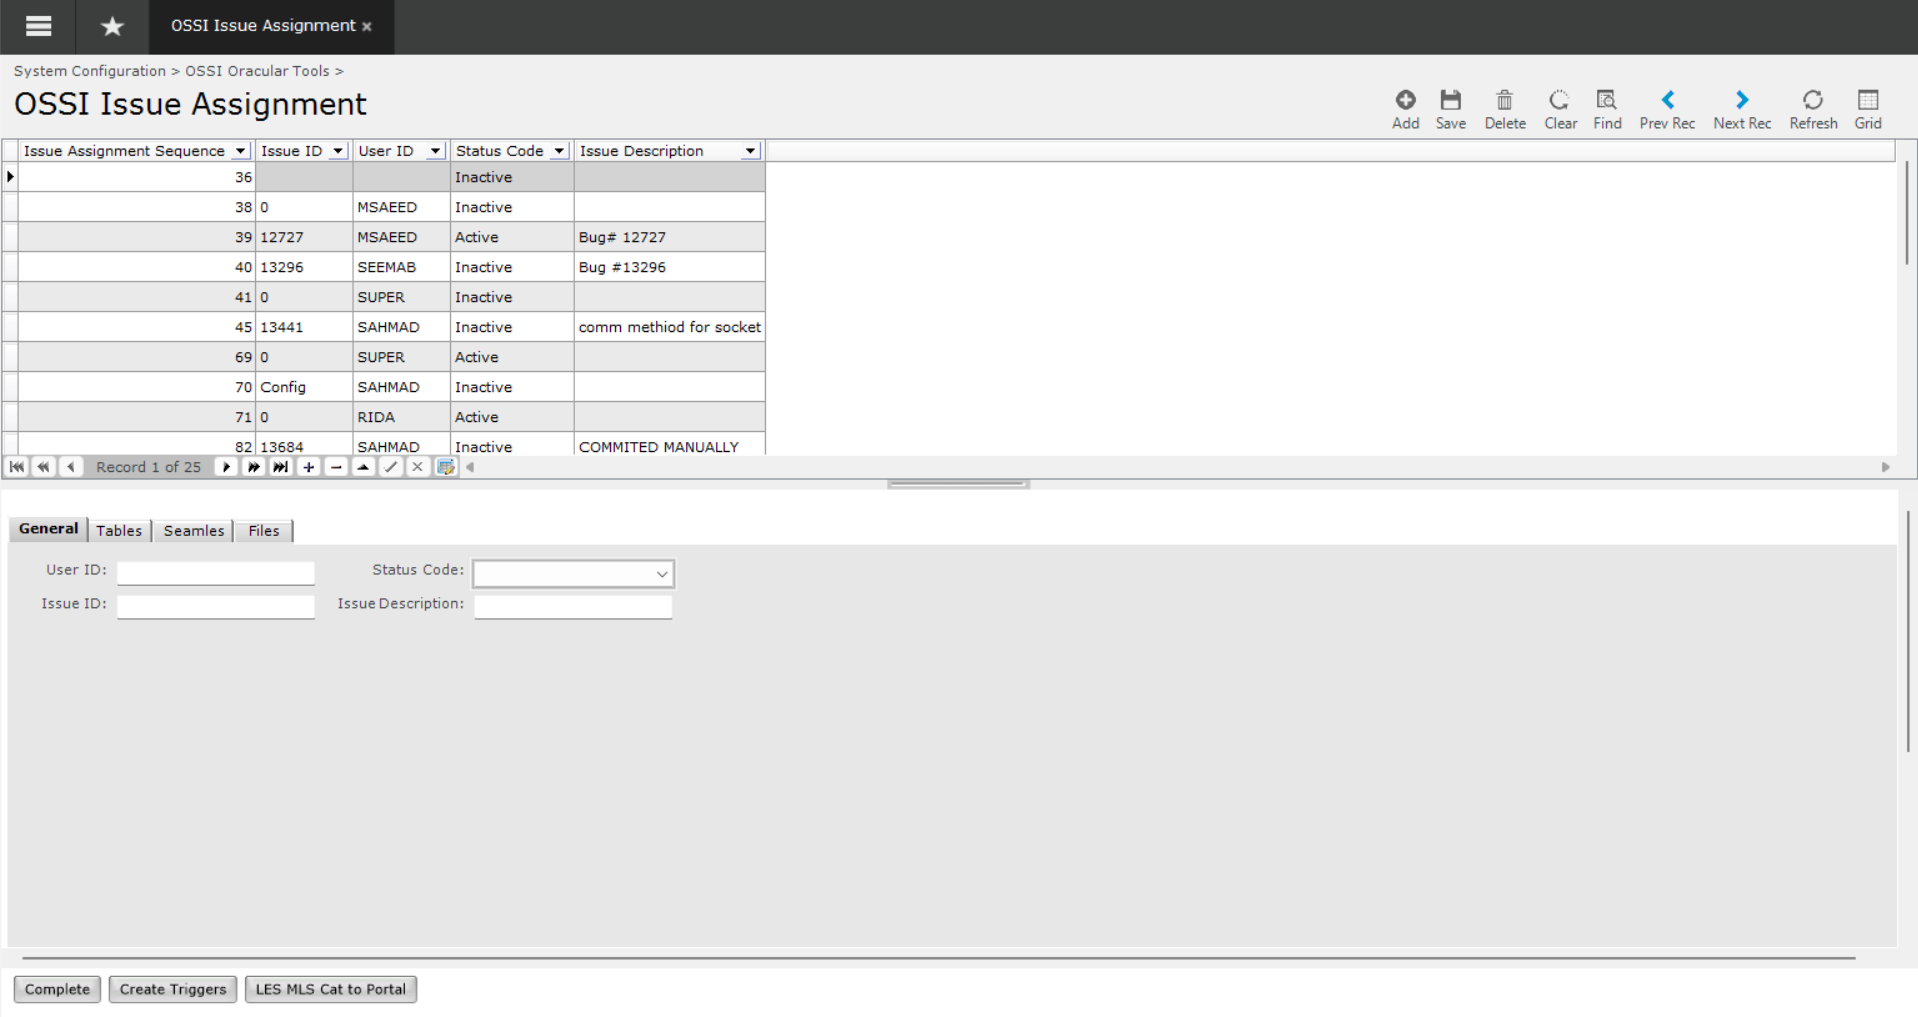 OSSI Issue Assignment ×
System Configuration > OSSI Oracular Tools >
OSSI Issue Assignment
Add Save Delete Clear Find Prev Rec Next Rec Refresh Grid
Issue Assignment Sequence Issue ID User ID Status Code Issue Description
36 Inactive
38 0 MSAEED Inactive
39 12727 MSAEED Active Bug# 12727
40 13296 SEEMAB Inactive Bug #13296
41 0 SUPER Inactive
45 13441 SAHMAD Inactive comm methiod for socket
69 0 SUPER Active
70 Config SAHMAD Inactive
71 0 RIDA Active
82 13684 SAHMAD Inactive COMMITED MANUALLY
Record 1 of 25
General Tables Seamles Files
User ID: Status Code:
Issue ID: Issue Description:
Complete Create Triggers LES MLS Cat to Portal